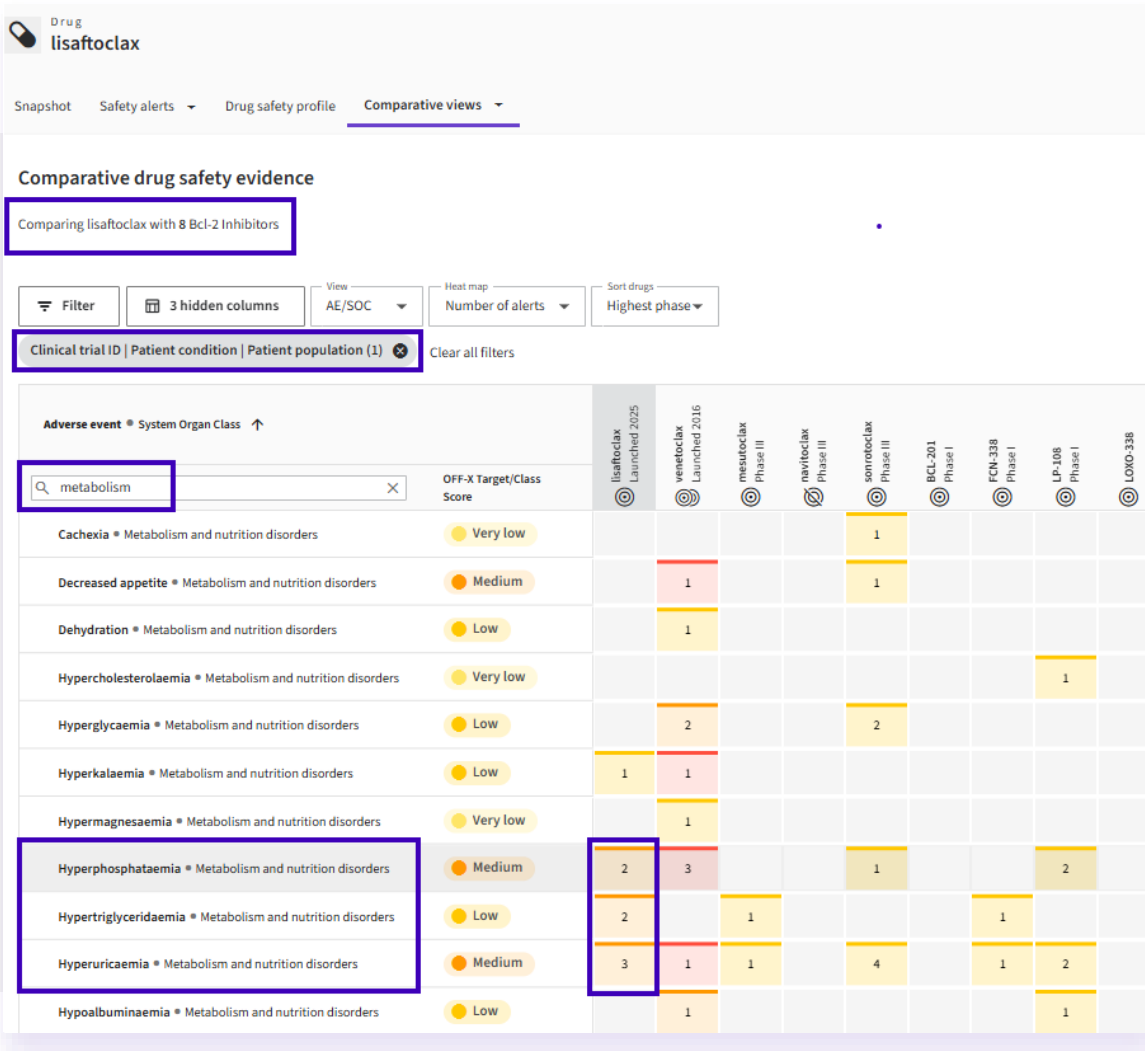 Drug
lisaftoclax
Snapshot Safety alerts Drug safety profile Comparative views
Comparative drug safety evidence
Comparing lisaftoclax with 8 Bcl-2 Inhibitors
Filter 3 hidden columns View AE/SOC Heat map Number of alerts Sort drugs Highest phase
Clinical trial ID | Patient condition | Patient population (1) Clear all filters
Adverse event • System Organ Class
metabolism
OFF-X Target/Class
Score
lisaftoclax
Launched 2025
venetoclax
Launched 2016
mesutoclax
Phase III
navitoclax
Phase III
sonrotoclax
Phase III
BCL-201
Phase I
FCN-338
Phase I
LP-108
Phase I
LOXO-338
Cachexia • Metabolism and nutrition disorders Very low 1
Decreased appetite • Metabolism and nutrition disorders Medium 1 1
Dehydration • Metabolism and nutrition disorders Low 1
Hypercholesterolaemia • Metabolism and nutrition disorders Very low 1
Hyperglycaemia • Metabolism and nutrition disorders Low 2 2
Hyperkalaemia • Metabolism and nutrition disorders Low 1 1
Hypermagnesaemia • Metabolism and nutrition disorders Very low 1
Hyperphosphataemia • Metabolism and nutrition disorders Medium 2 3 1 2
Hypertriglyceridaemia • Metabolism and nutrition disorders Low 2 1 1
Hyperuricaemia • Metabolism and nutrition disorders Medium 3 1 1 4 1 2
Hypoalbuminaemia • Metabolism and nutrition disorders Low 1 1